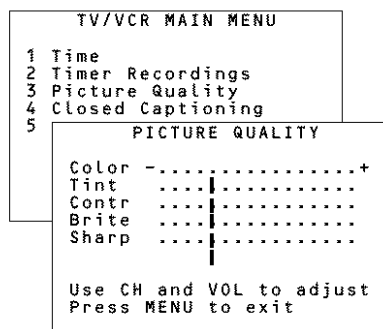 TV/VCR MAIN MENU
1 Time
2 Timer Recordings
3 Picture Quality
4 Closed Captioning
5
PICTURE QUALITY
Color -................+
Tint ................
Contr ................
Brite ................
Sharp ................
Use CH and VOL to adjust
Press MENU to exit